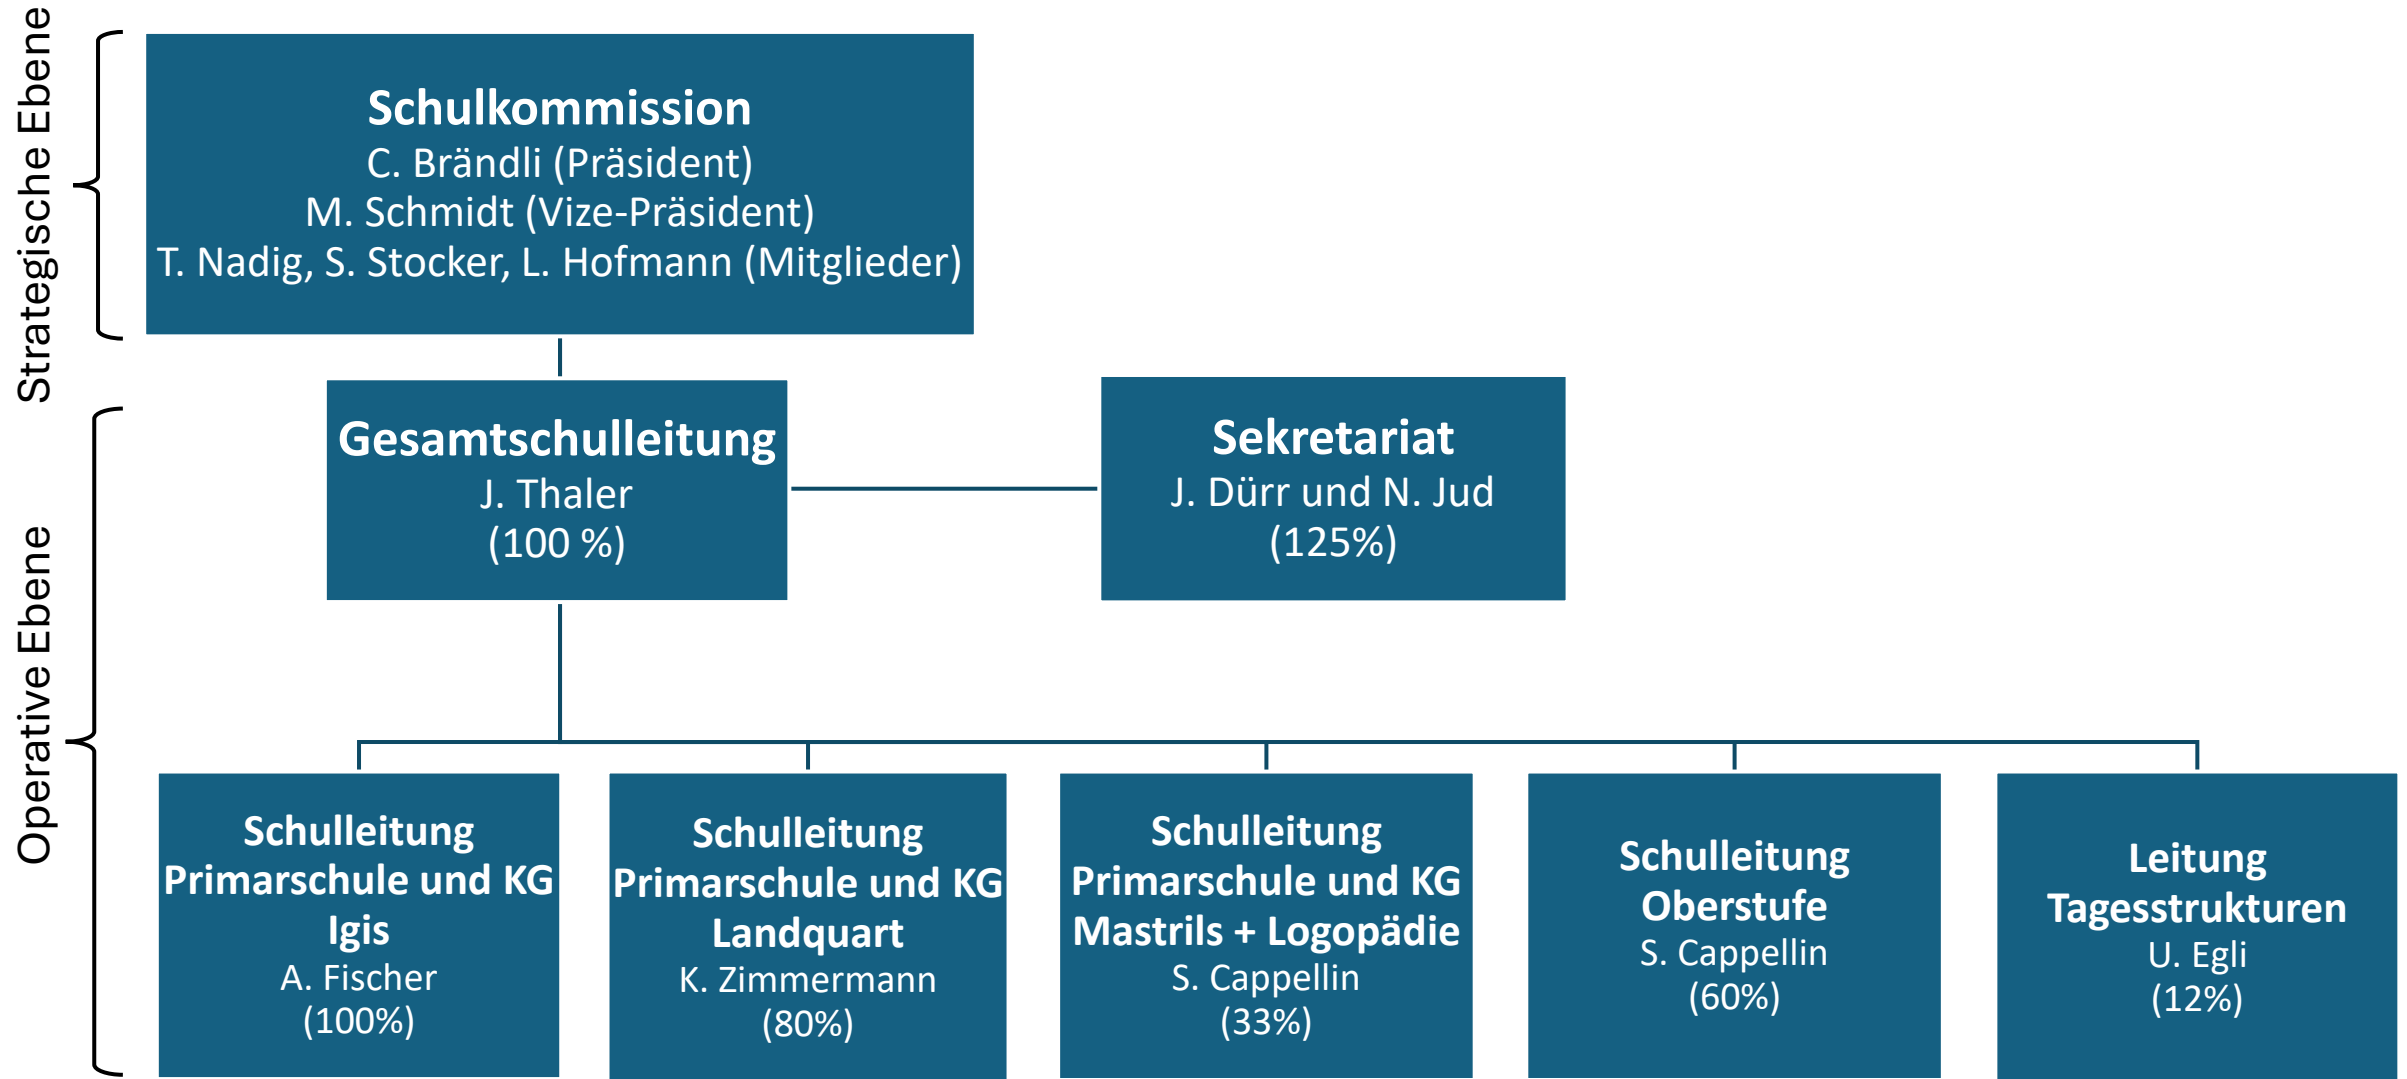 Strategische Ebene
Schulkommission
C. Brändli (Präsident)
M. Schmidt (Vize-Präsident)
T. Nadig, S. Stocker, L. Hofmann (Mitglieder)
Operative Ebene
Gesamtschulleitung
J. Thaler
(100 %)
Sekretariat
J. Dürr und N. Jud
(125%)
Schulleitung
Primarschule und KG
Igis
A. Fischer
(100%)
Schulleitung
Primarschule und KG
Landquart
K. Zimmermann
(80%)
Schulleitung
Primarschule und KG
Mastrils + Logopädie
S. Cappellin
(33%)
Schulleitung
Oberstufe
S. Cappellin
(60%)
Leitung
Tagesstrukturen
U. Egli
(12%)